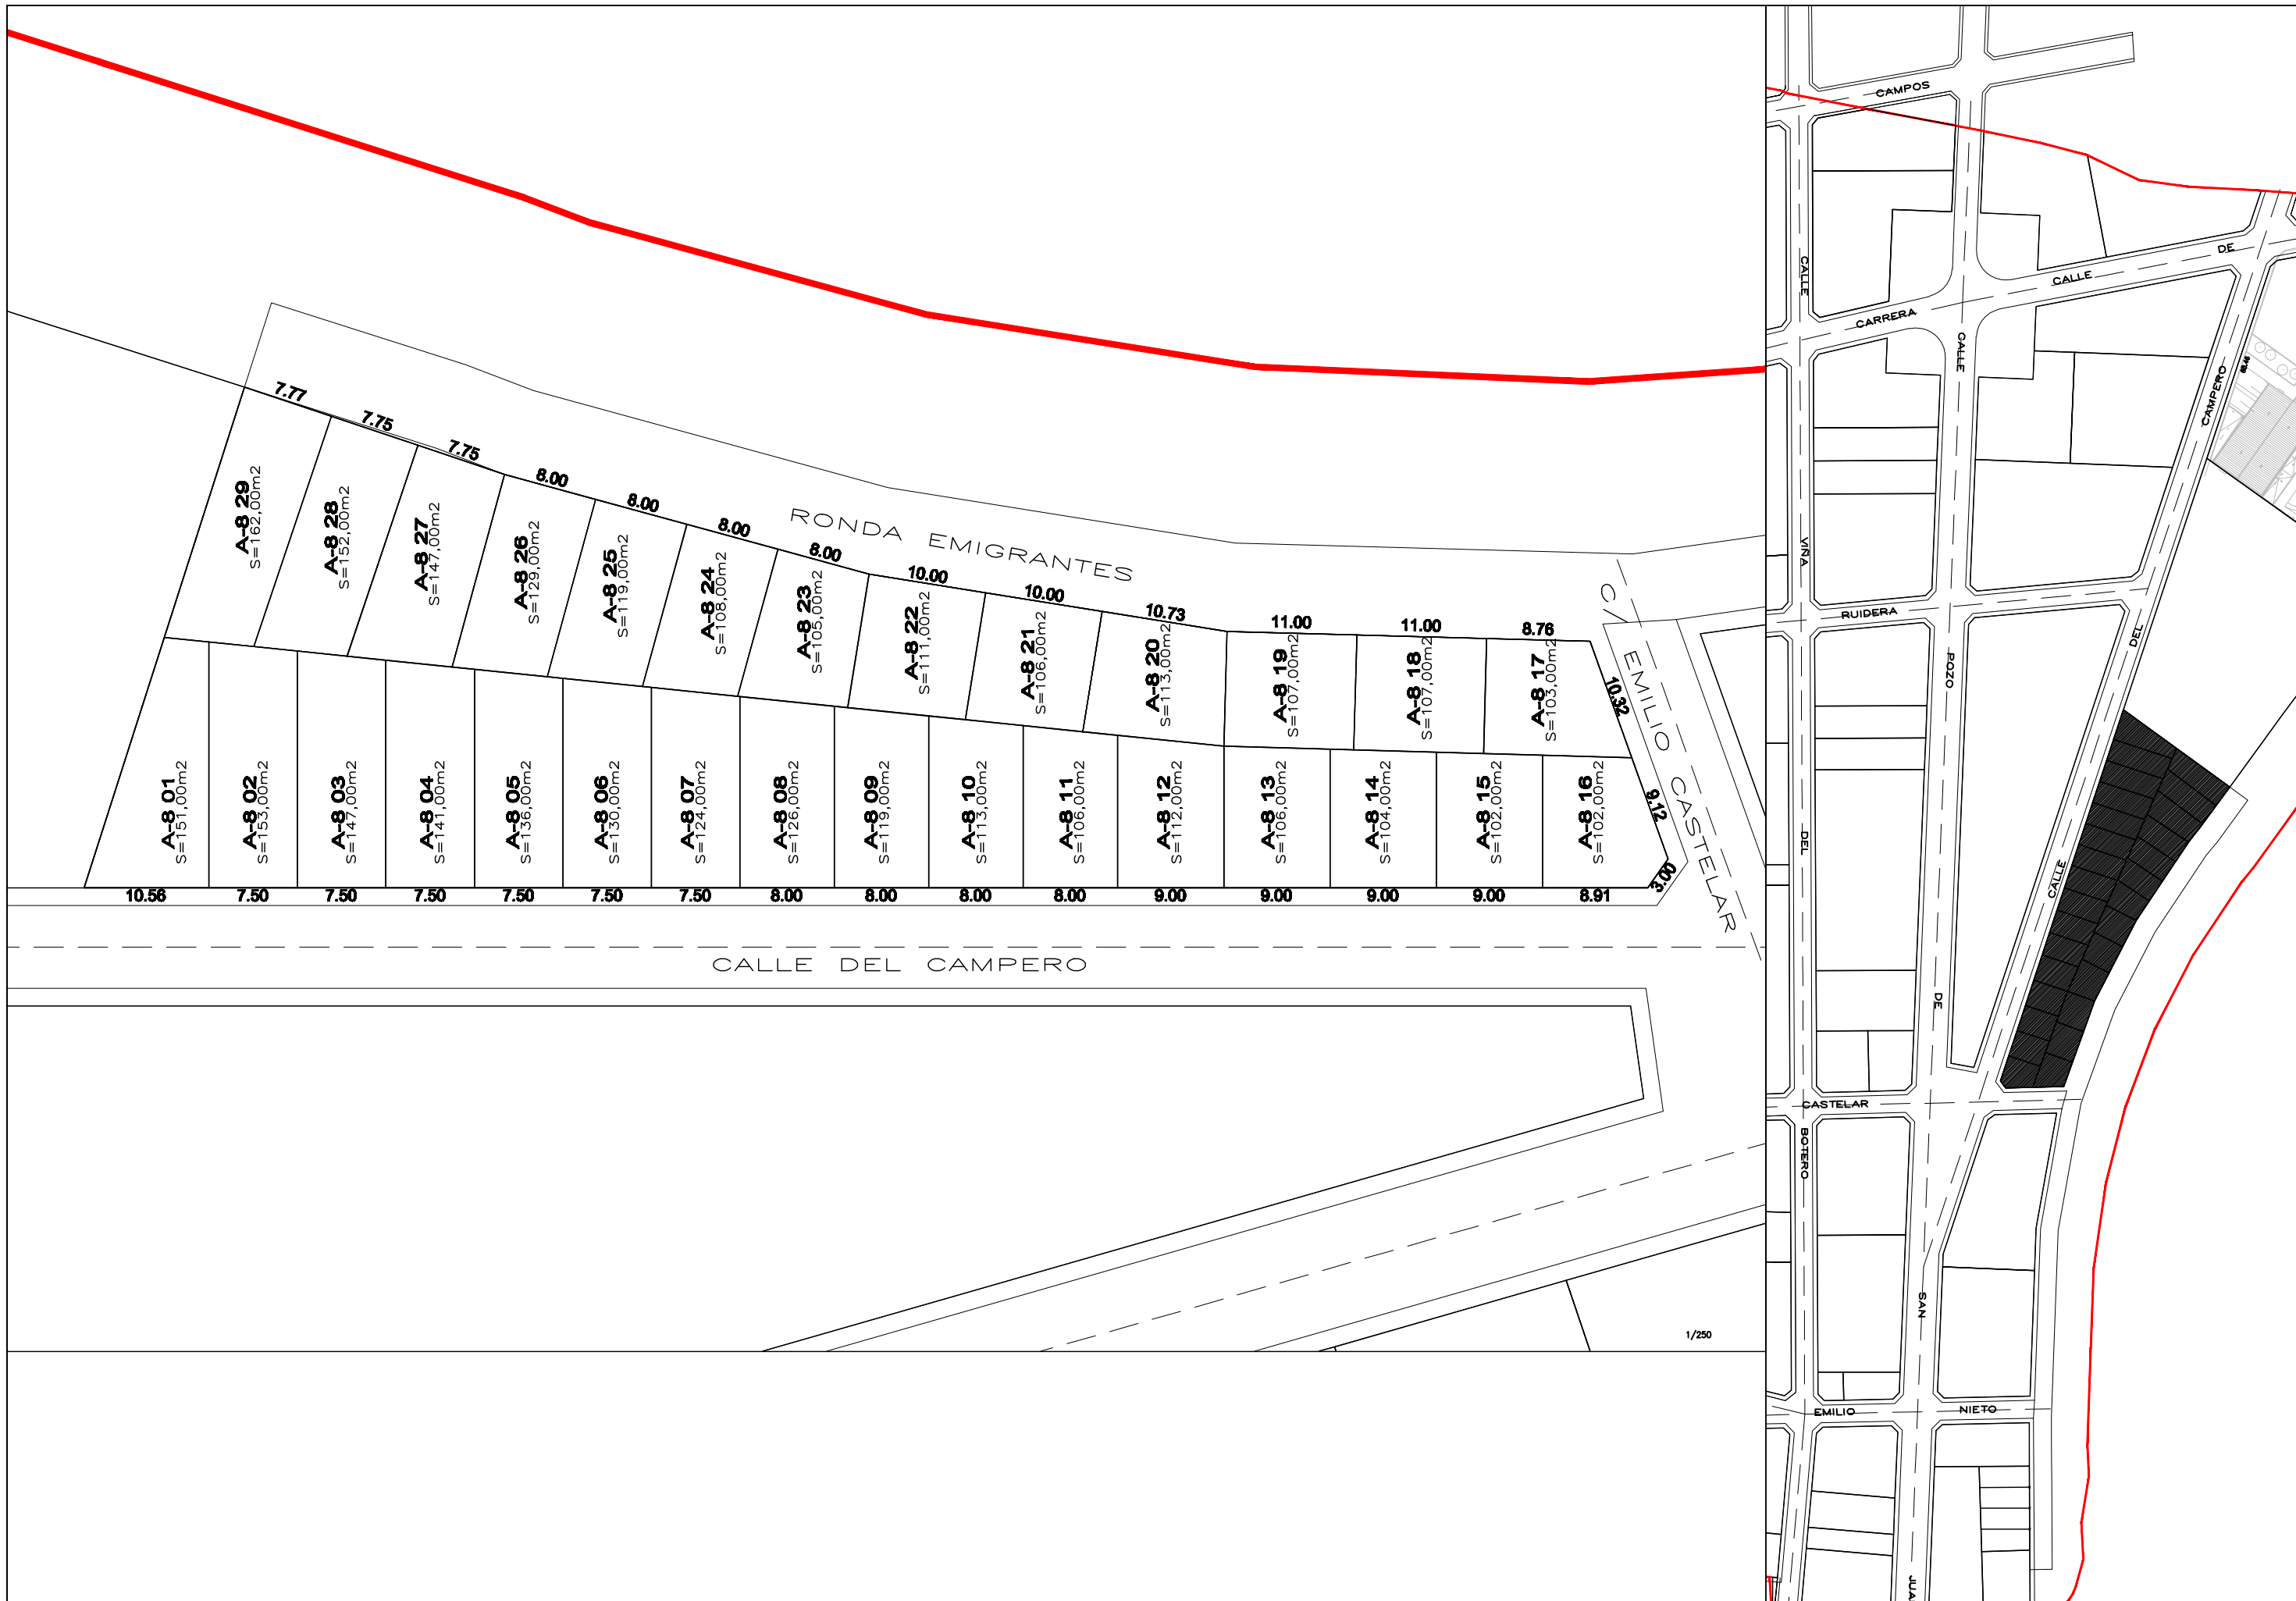 7.77
7.75
7.75
8.00
8.00
8.00
8.00
10.00
10.00
10.73
11.00
11.00
8.76
RONDA EMIGRANTES
C/ EMILIO CASTELAR
10.32
9.12
3.00
A-8 29
S=162,00m2
A-8 28
S=152,00m2
A-8 27
S=147,00m2
A-8 26
S=129,00m2
A-8 25
S=119,00m2
A-8 24
S=108,00m2
A-8 23
S=105,00m2
A-8 22
S=111,00m2
A-8 21
S=106,00m2
A-8 20
S=113,00m2
A-8 19
S=107,00m2
A-8 18
S=107,00m2
A-8 17
S=103,00m2
A-8 01
S=151,00m2
A-8 02
S=153,00m2
A-8 03
S=147,00m2
A-8 04
S=141,00m2
A-8 05
S=136,00m2
A-8 06
S=130,00m2
A-8 07
S=124,00m2
A-8 08
S=126,00m2
A-8 09
S=119,00m2
A-8 10
S=113,00m2
A-8 11
S=106,00m2
A-8 12
S=112,00m2
A-8 13
S=106,00m2
A-8 14
S=104,00m2
A-8 15
S=102,00m2
A-8 16
S=102,00m2
10.56
7.50
7.50
7.50
7.50
7.50
7.50
8.00
8.00
8.00
8.00
9.00
9.00
9.00
9.00
8.91
CALLE DEL CAMPERO
1/250
CAMPOS
CARRERA
CALLE
DE
CALLE
VIÑA
DEL
BOTERO
CALLE
POZO
DE
SAN
JUA
RUIDERA
CALLE
DEL
CAMPERO
CASTELAR
EMILIO
NIETO